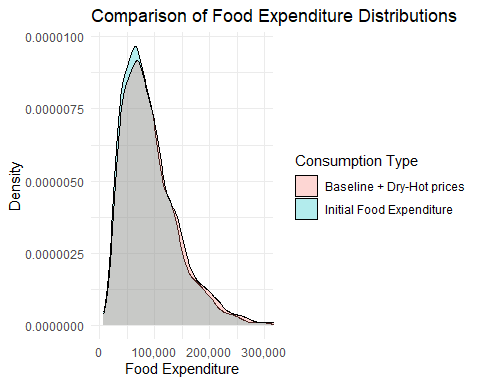 Comparison of Food Expenditure Distributions
0.0000100
0.0000075
0.0000050
0.0000025
0.0000000
Density
0
100,000
200,000
300,000
Food Expenditure
Consumption Type
Baseline + Dry-Hot prices
Initial Food Expenditure